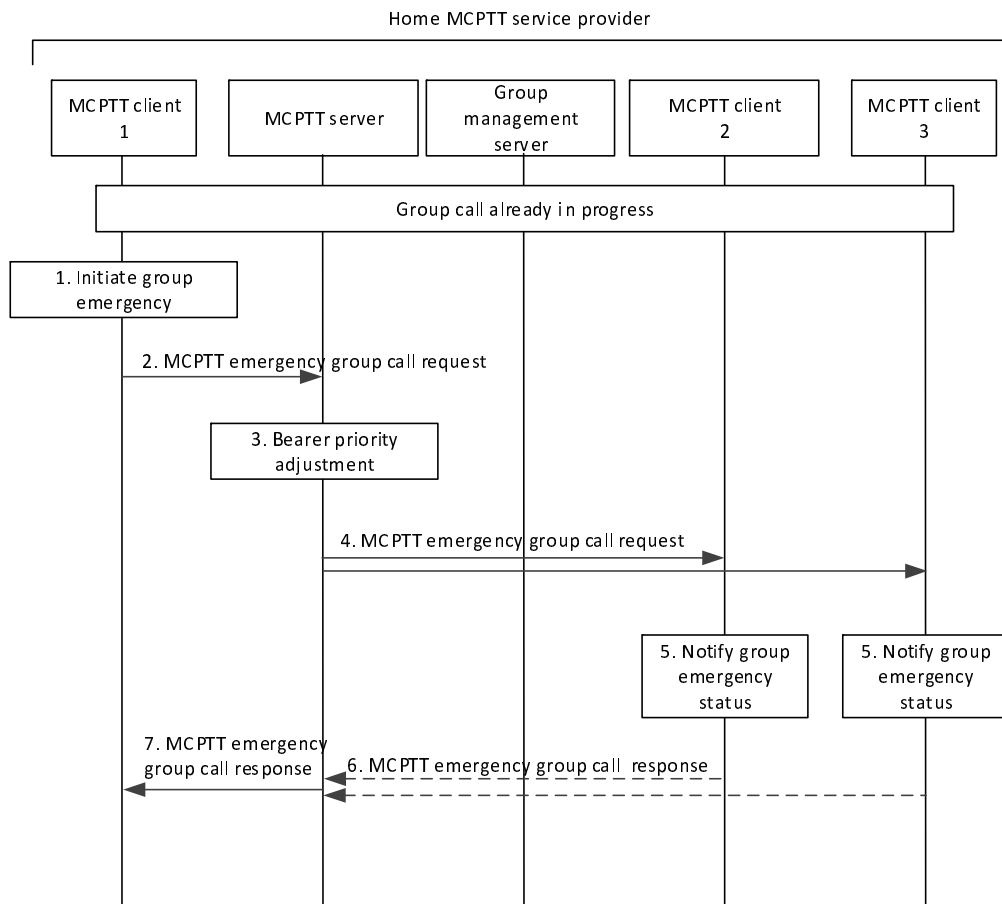 Home MCPTT service provider
MCPTT client
1
MCPTT server
Group
management
server
MCPTT client
2
MCPTT client
3
Group call already in progress
1. Initiate group
emergency
2. MCPTT emergency group call request
3. Bearer priority
adjustment
4. MCPTT emergency group call request
5. Notify group
emergency
status
5. Notify group
emergency
status
7. MCPTT emergency
group call response
6. MCPTT emergency group call response